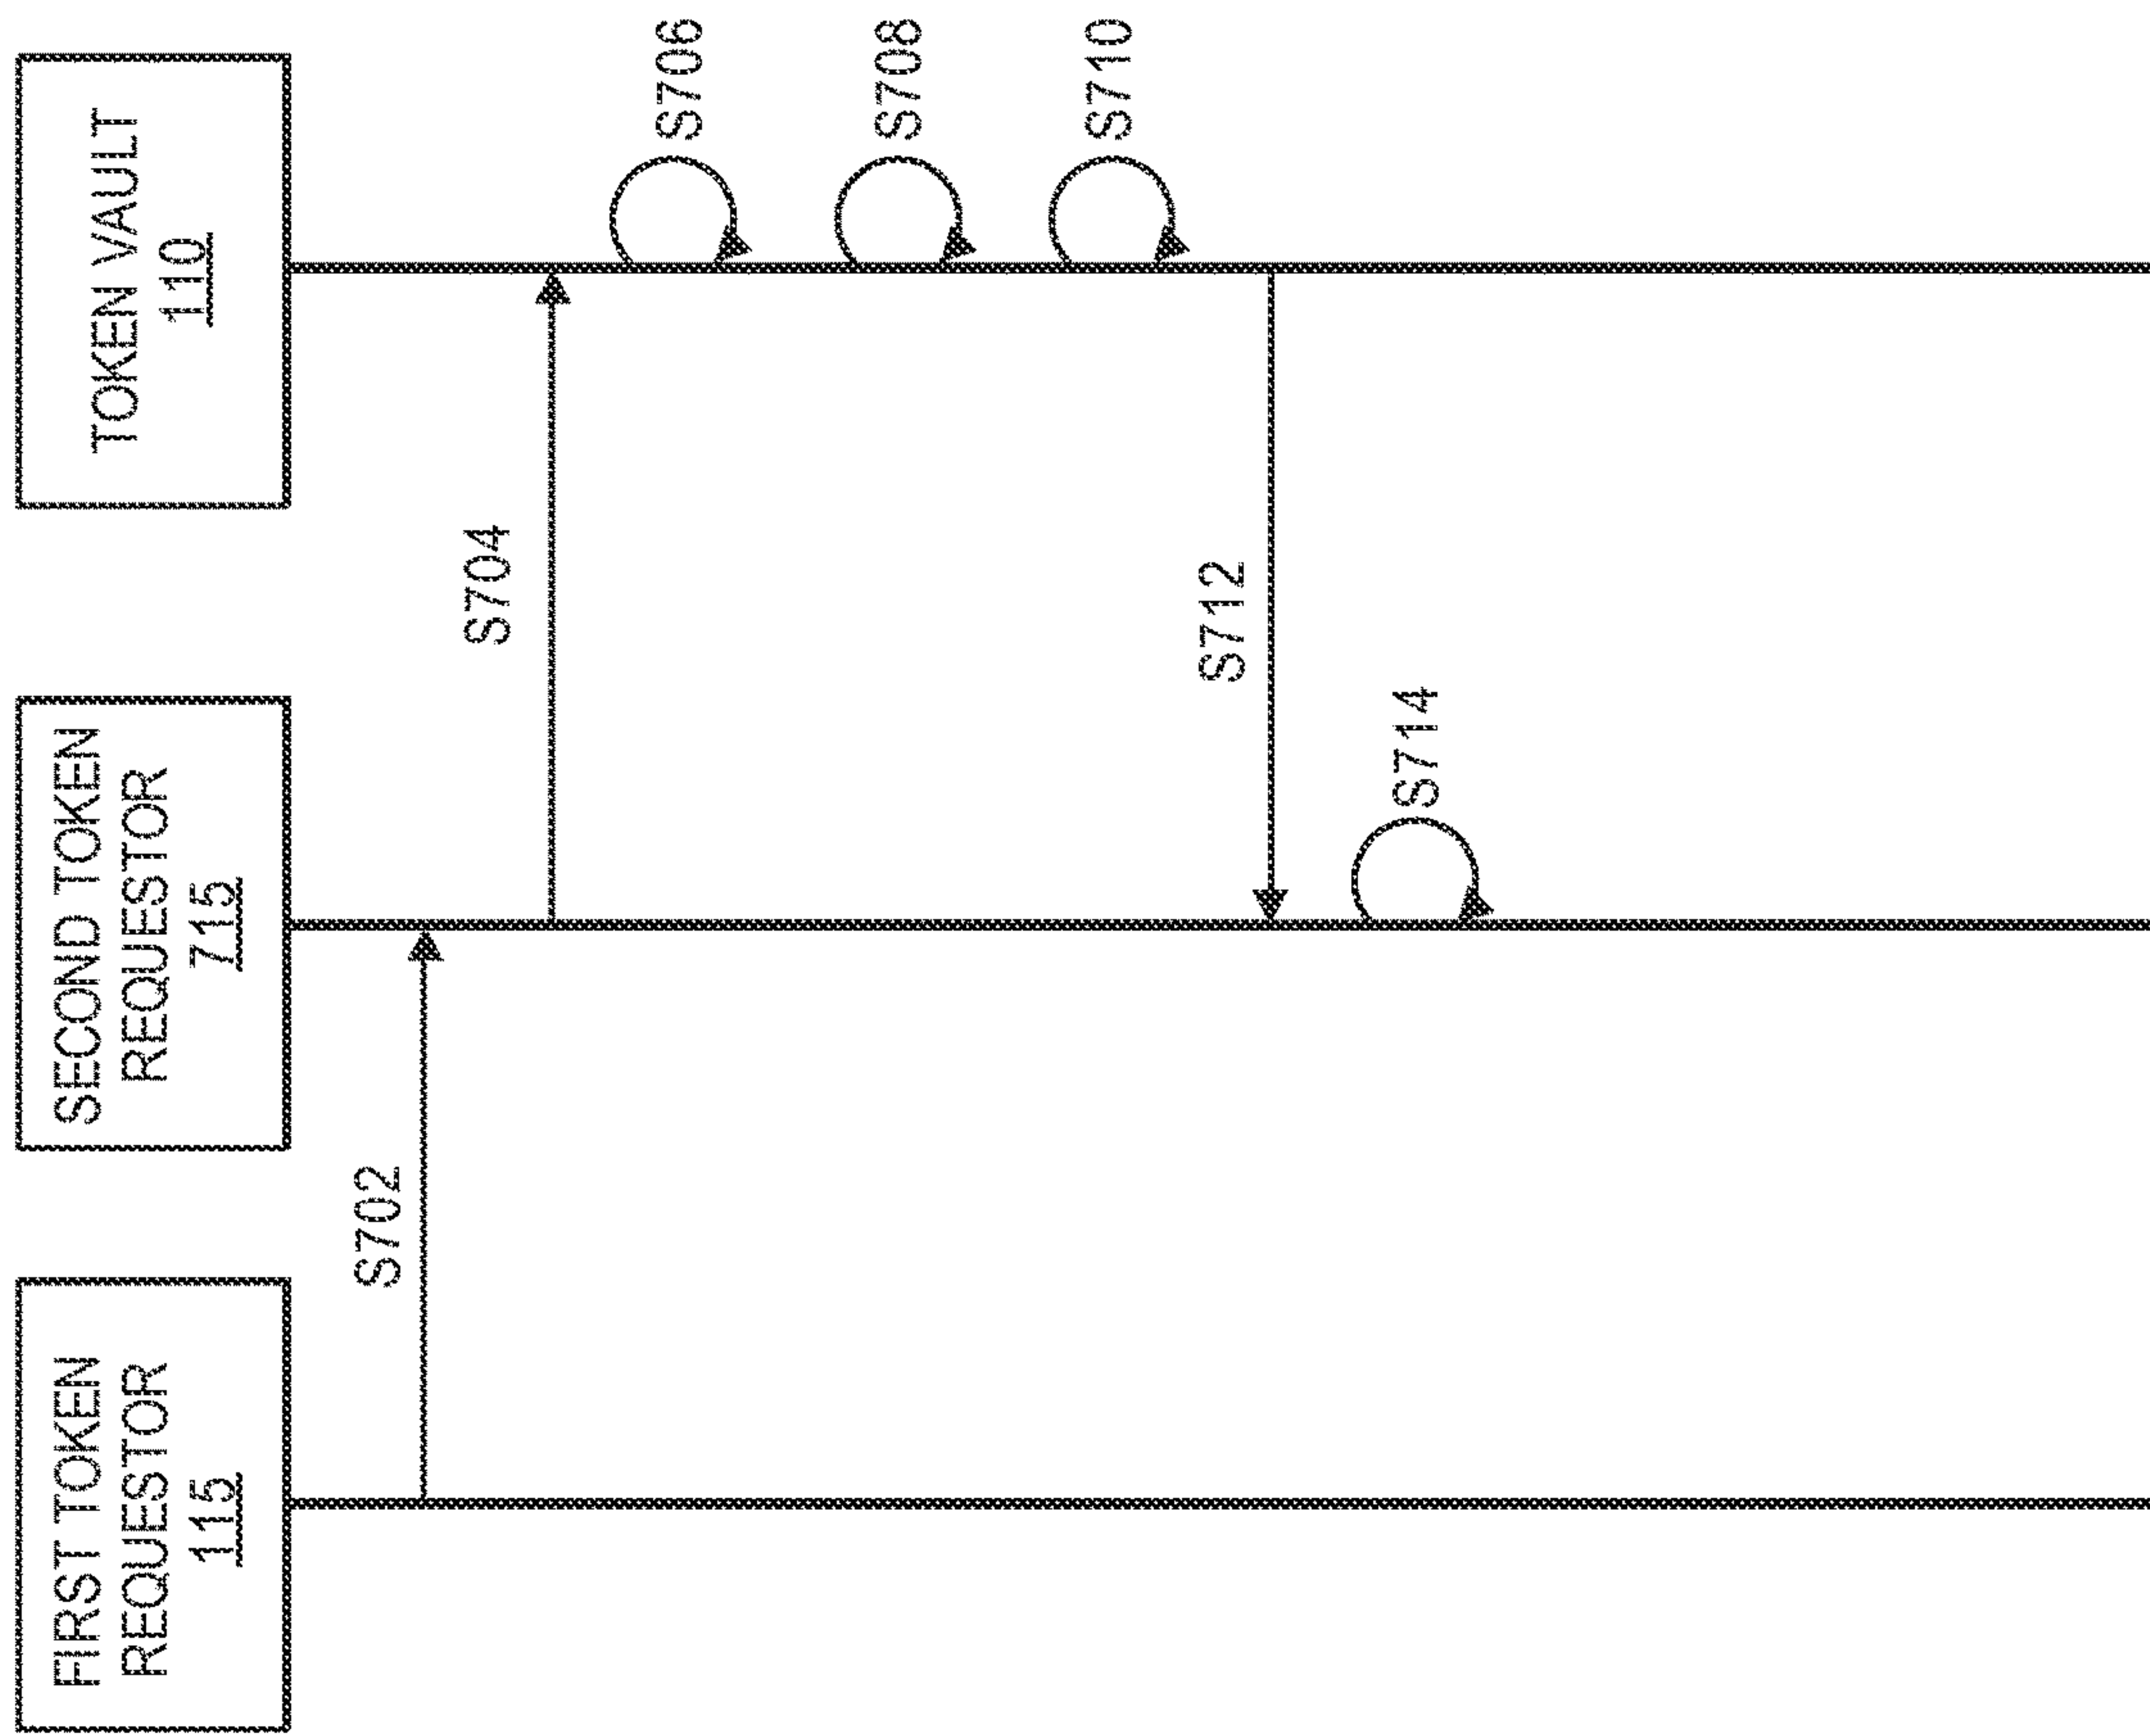 FIRST TOKEN
REQUESTOR
115
SECOND TOKEN
REQUESTOR
715
TOKEN VAULT
110
S702
S704
S706
S708
S710
S712
S714